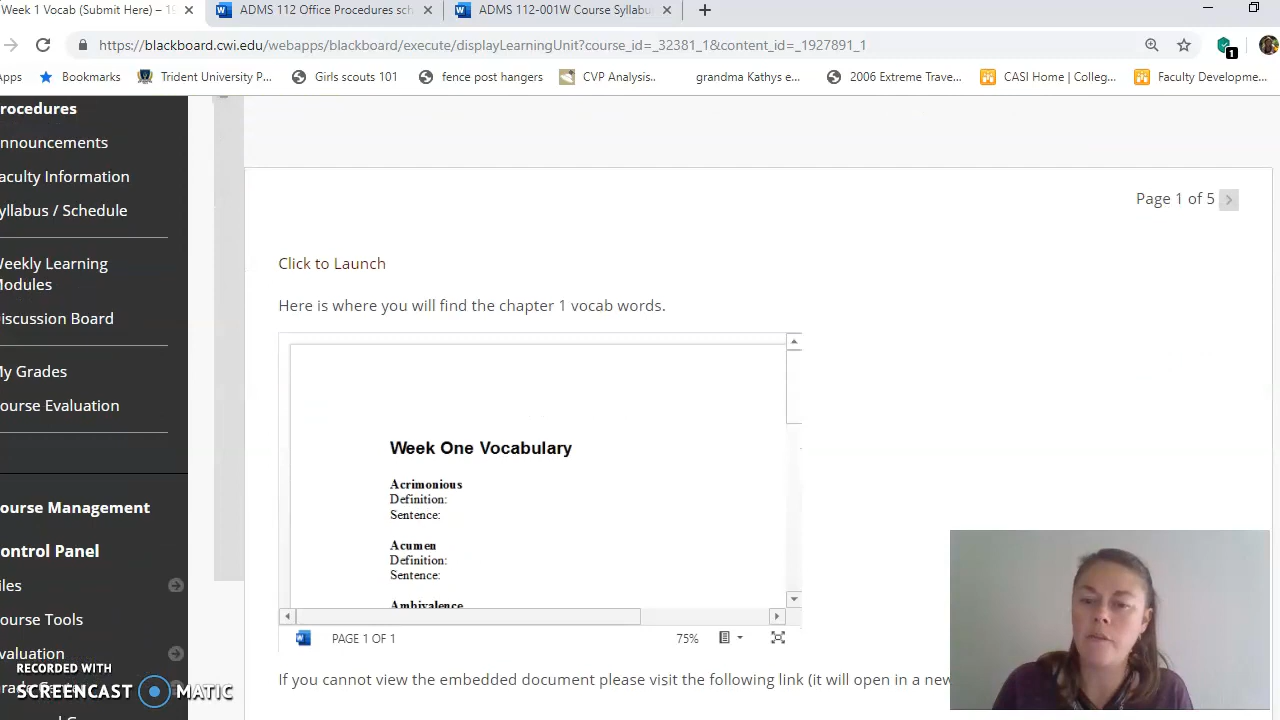 Week 1 Vocab (Submit Here) –
ADMS 112 Office Procedures sch
ADMS 112-001W Course Syllabu
https://blackboard.cwi.edu/webapps/blackboard/execute/displayLearningUnit?course_id=_32381_1&content_id=_1927891_1
1
Apps
Bookmarks
Trident University P...
Girls scouts 101
fence post hangers
CVP Analysis..
grandima Kathys e...
2006 Extreme Trave...
CASI Home | Colleg...
Faculty Developme...
rocedures
nnouncements
aculty Information
yllabus / Schedule
Weekly Learning
Modules
iscussion Board
My Grades
ourse Evaluation
ourse Management
ontrol Panel
iles
ourse Tools
valuation
Page 1 of 5
Click to Launch
Here is where you will find the chapter 1 vocab words.
Week One Vocabulary
Acrimonious
Definition:
Sentence:
Acumen
Definition:
Sentence:
Ambivalence
PAGE 1 OF 1
75%
If you cannot view the embedded document please visit the following link (it will open in a new
RECORDED WITH
SCREENCAST MATIC